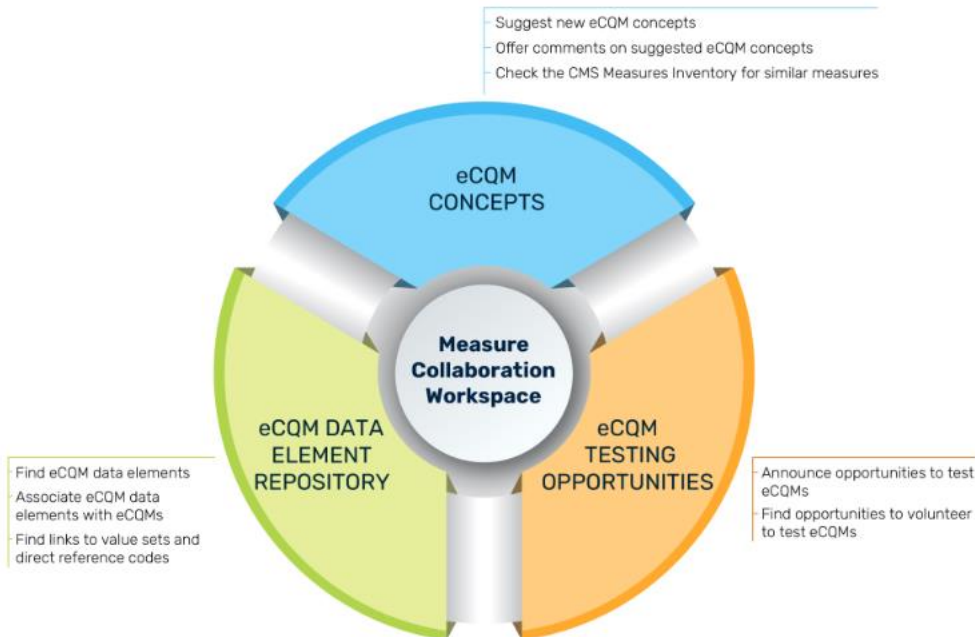 Suggest new eCQM concepts
Offer comments on suggested eCQM concepts
Check the CMS Measures Inventory for similar measures
eCQM
CONCEPTS
Measure
Collaboration
Workspace
eCQM DATA
ELEMENT
REPOSITORY
eCQM
TESTING
OPPORTUNITIES
Find eCQM data elements
Associate eCQM data
elements with eCQMs
Find links to value sets and
direct reference codes
Announce opportunities to test
eCQMs
Find opportunities to volunteer
to test eCQMs